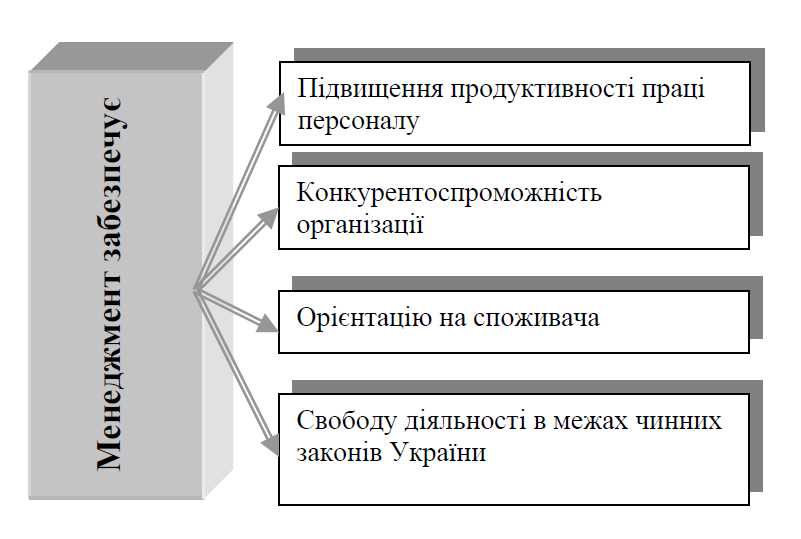 Менеджмент забезпечує
Підвищення продуктивності праці
персоналу
Конкурентоспроможність
організації
Орієнтацію на споживача
Свободу діяльності в межах чинних
законів України